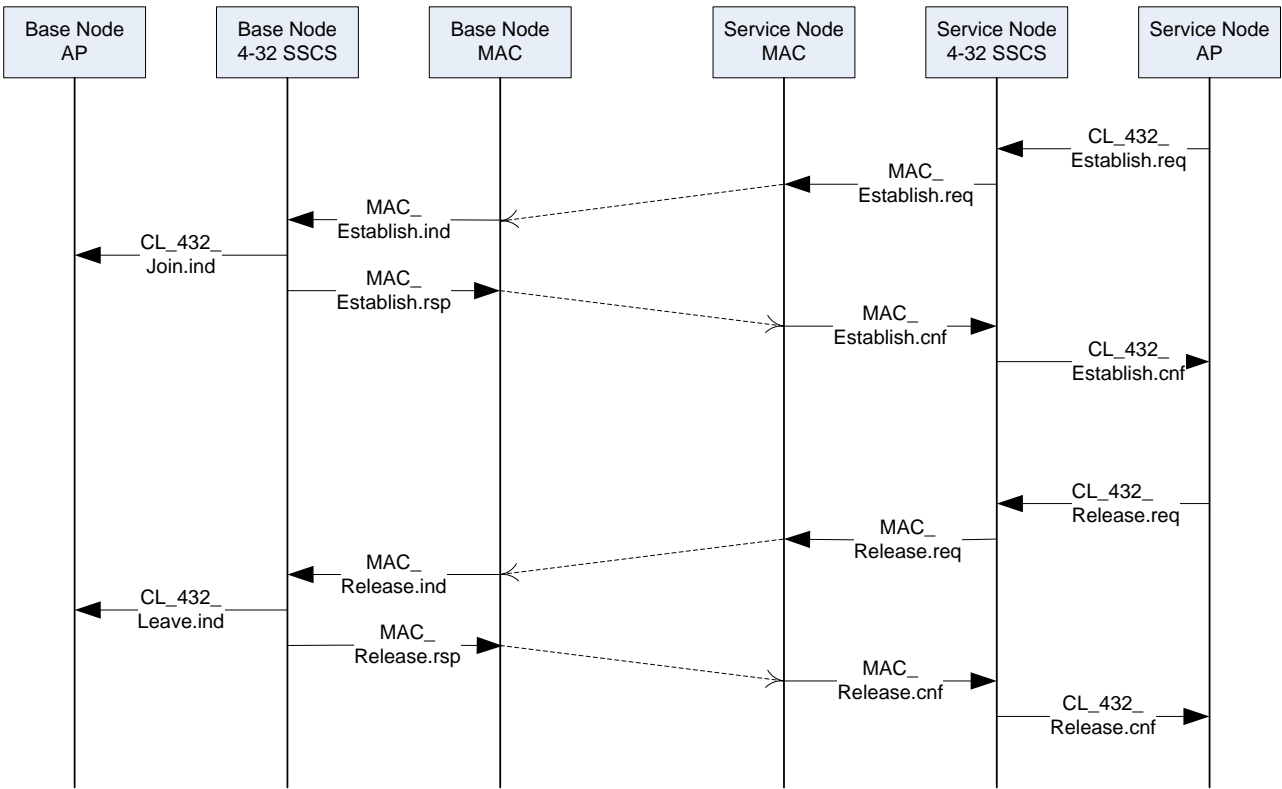 Base Node
AP
Base Node
4-32 SSCS
Base Node
MAC
Service Node
MAC
Service Node
4-32 SSCS
Service Node
AP
CL_432_
Establish.req
MAC_
Establish.req
MAC_
Establish.ind
CL_432_
Join.ind
MAC_
Establish.rsp
MAC_
Establish.cnf
CL_432_
Establish.cnf
CL_432_
Release.req
MAC_
Release.req
MAC_
Release.ind
CL_432_
Leave.ind
MAC_
Release.rsp
MAC_
Release.cnf
CL_432_
Release.cnf